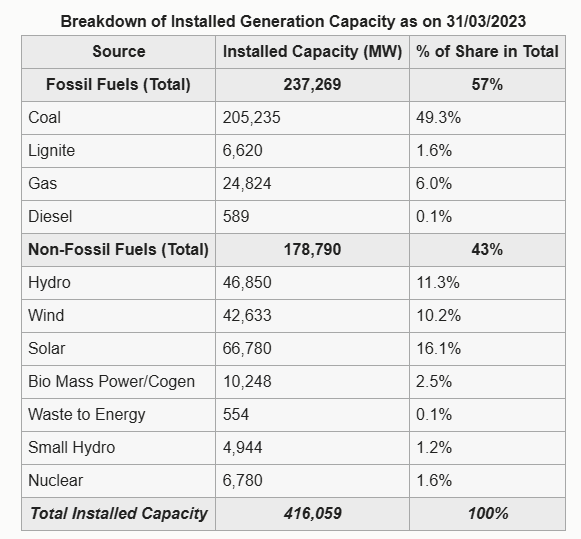 Breakdown of Installed Generation Capacity as on 31/03/2023
Source Installed Capacity (MW) % of Share in Total
Fossil Fuels (Total) 237,269 57%
Coal 205,235 49.3%
Lignite 6,620 1.6%
Gas 24,824 6.0%
Diesel 589 0.1%
Non-Fossil Fuels (Total) 178,790 43%
Hydro 46,850 11.3%
Wind 42,633 10.2%
Solar 66,780 16.1%
Bio Mass Power/Cogen 10,248 2.5%
Waste to Energy 554 0.1%
Small Hydro 4,944 1.2%
Nuclear 6,780 1.6%
Total Installed Capacity 416,059 100%